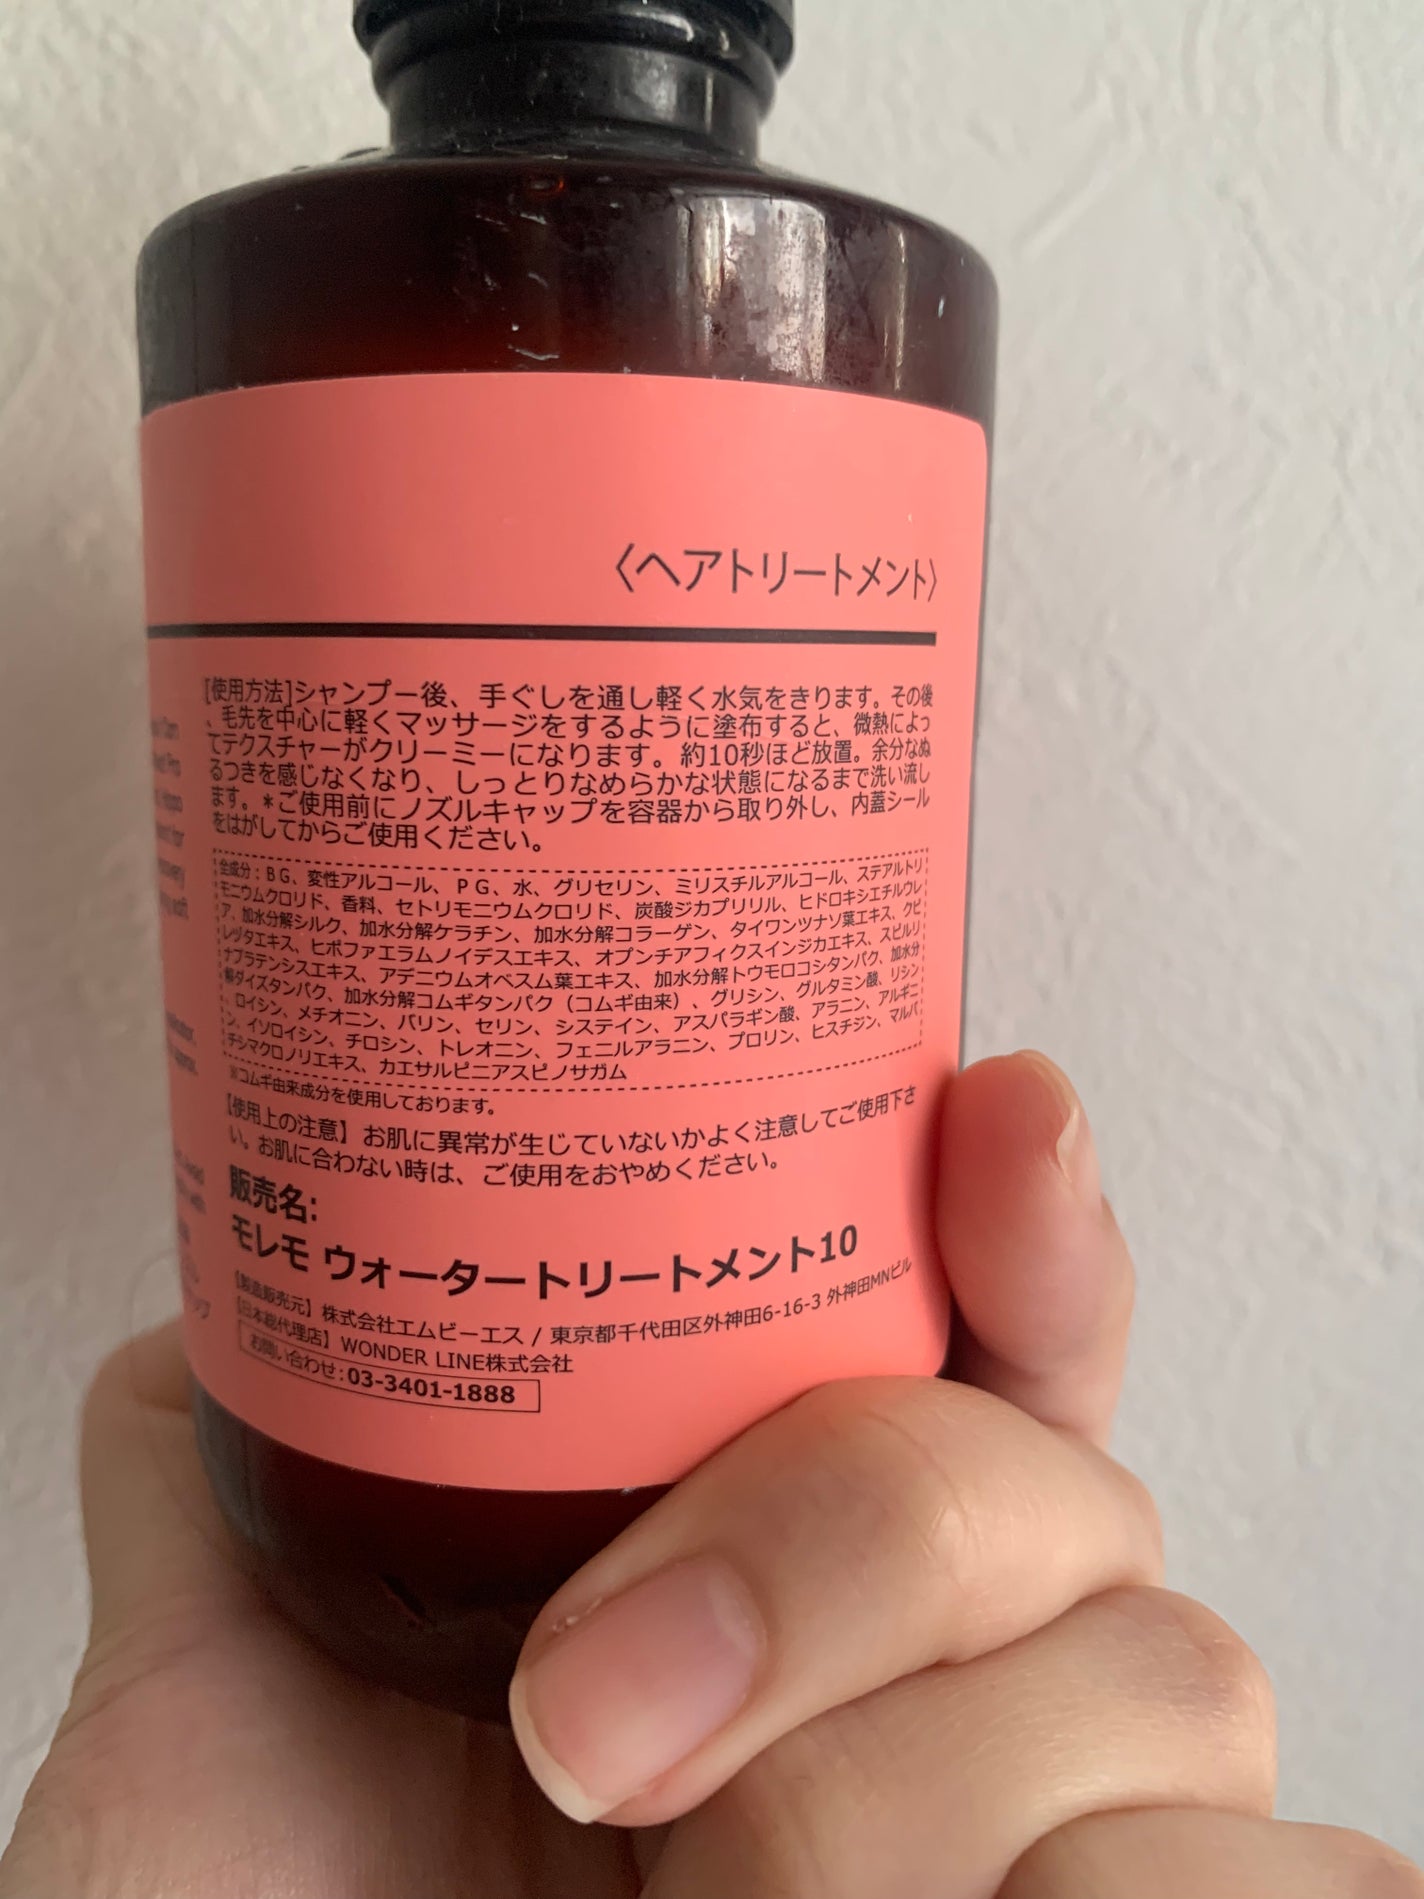 〈ヘアトリートメント〉
[使用方法]シャンプー後、手ぐしを通し軽く水気をきります。その後
、毛先を中心に軽くマッサージをするように塗布すると、微熱によっ
てテクスチャーがクリーミーになります。約10秒ほど放置。余分なぬ
るつきを感じなくなり、しっとりなめらかな状態になるまで洗い流し
ます。＊ご使用前にノズルキャップを容器から取り外し、内蓋シール
をはがしてからご使用ください。
全成分：ＢＧ、変性アルコール、ＰＧ、水、グリセリン、ミリスチルアルコール、ステアルトリ
モニウムクロリド、香料、セトリモニウムクロリド、炭酸ジカプリリル、ヒドロキシエチルウレ
ア、加水分解シルク、加水分解ケラチン、加水分解コラーゲン、タイワンツナソ葉エキス、クビ
レヅタエキス、ヒポファエラムノイデスエキス、オプンチアフィクスインジカエキス、スピルリ
ナプラテンシスエキス、アデニウムオベスム葉エキス、加水分解トウモロコシタンパク、加水分
解ダイズタンパク、加水分解コムギタンパク（コムギ由来）、グリシン、グルタミン酸、リシン
、ロイシン、メチオニン、バリン、セリン、システイン、アスパラギン酸、アラニン、アルギニ
ン、イソロイシン、チロシン、トレオニン、フェニルアラニン、プロリン、ヒスチジン、マルバ
チシマクロノリエキス、カエサルピニアスピノサガム
※コムギ由来成分を使用しております。
【使用上の注意】お肌に異常が生じていないかよく注意してご使用下さ
い。お肌に合わない時は、ご使用をおやめください。
販売名：
モレモ ウォータートリートメント10
【製造販売元】株式会社エムビーエス / 東京都千代田区外神田6-16-3 外神田MNビル
【日本総代理店】WONDER LINE株式会社
お問い合わせ：03-3401-1888